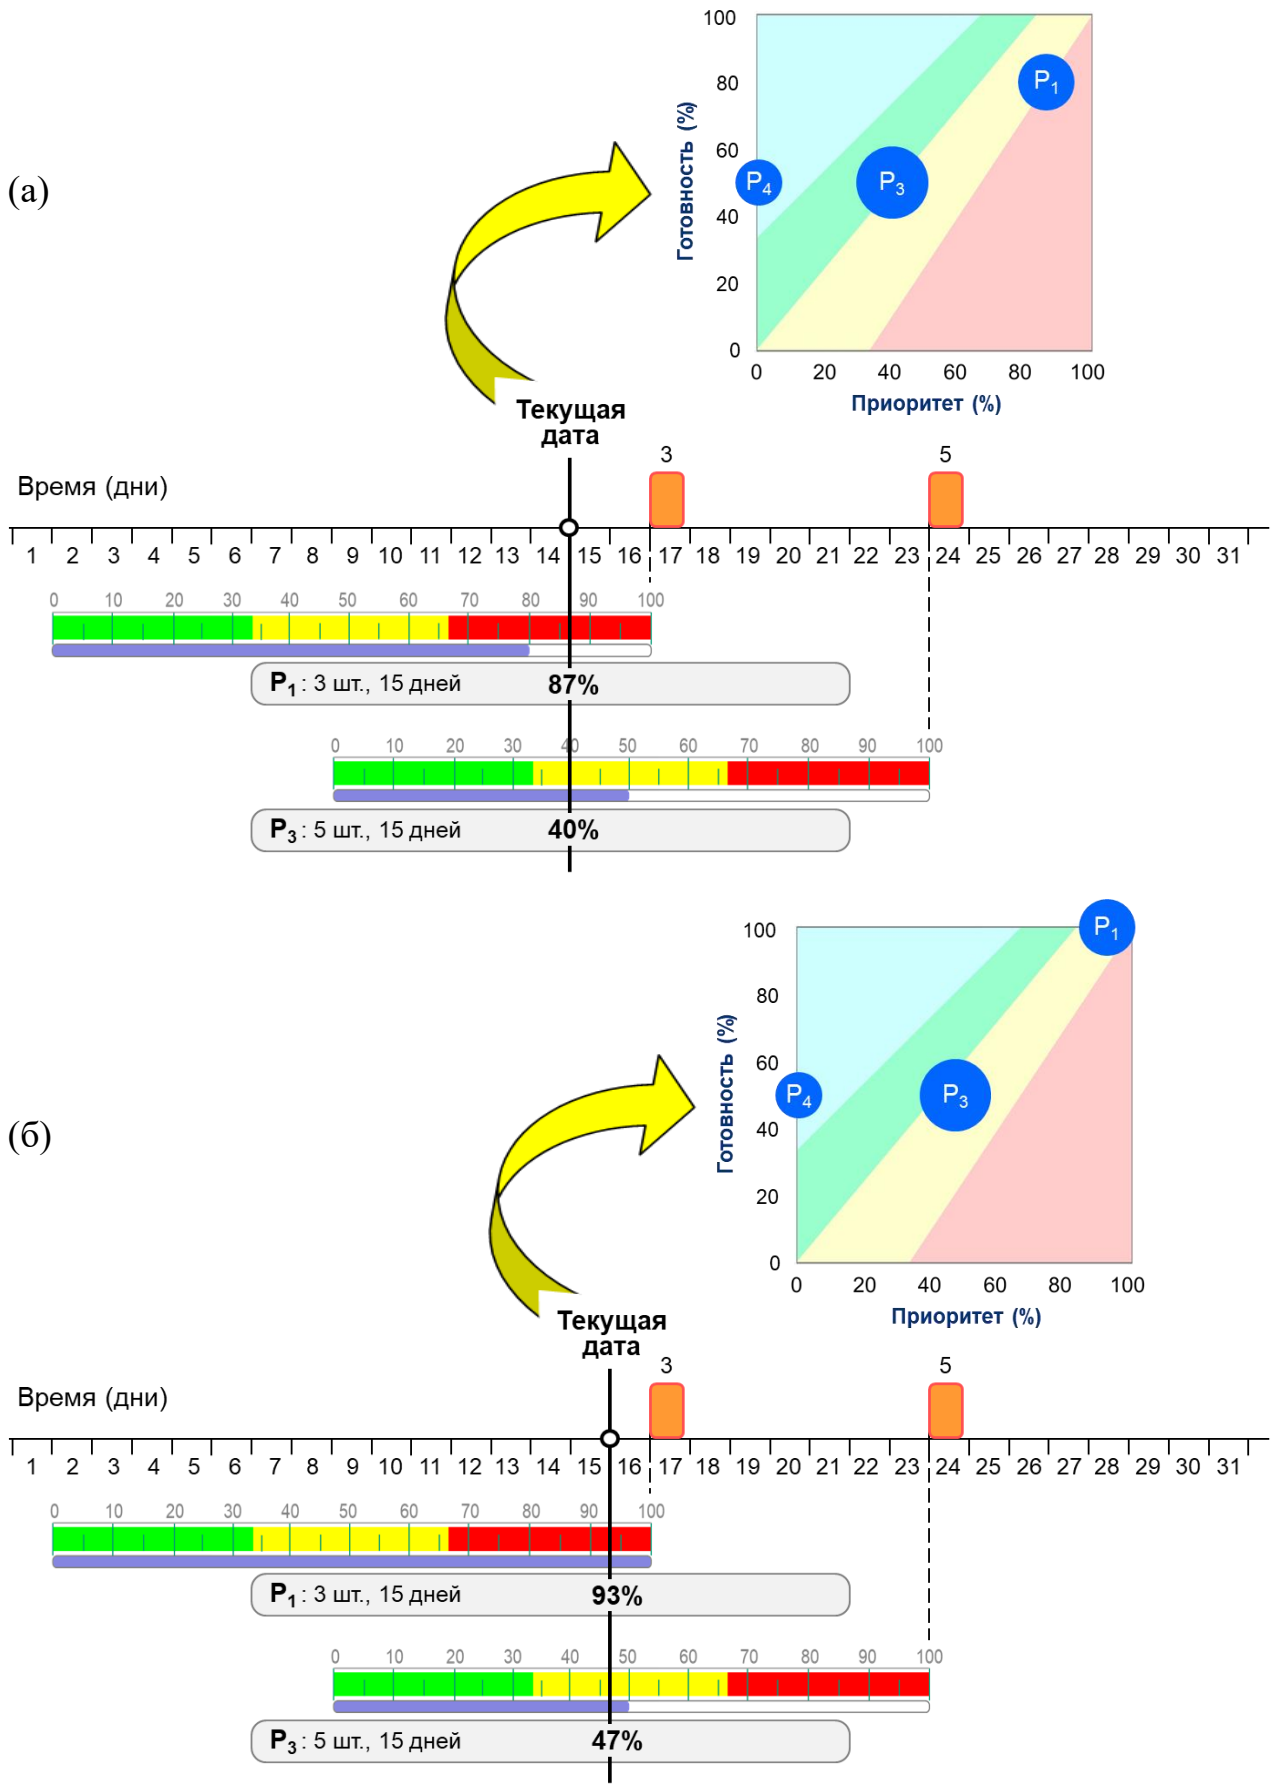 (а)
Готовность (%)
100
80
60
40
20
0
P1
P4
P3
0 20 40 60 80 100
Приоритет (%)
Текущая
дата
3 5
Время (дни)
1 2 3 4 5 6 7 8 9 10 11 12 13 14 15 16 17 18 19 20 21 22 23 24 25 26 27 28 29 30 31
0 10 20 30 40 50 60 70 80 90 100
P1 : 3 шт., 15 дней 87%
0 10 20 30 40 50 60 70 80 90 100
P3 : 5 шт., 15 дней 40%
(б)
Готовность (%)
100
80
60
40
20
0
P1
P4
P3
0 20 40 60 80 100
Приоритет (%)
Текущая
дата
3 5
Время (дни)
1 2 3 4 5 6 7 8 9 10 11 12 13 14 15 16 17 18 19 20 21 22 23 24 25 26 27 28 29 30 31
0 10 20 30 40 50 60 70 80 90 100
P1 : 3 шт., 15 дней 93%
0 10 20 30 40 50 60 70 80 90 100
P3 : 5 шт., 15 дней 47%